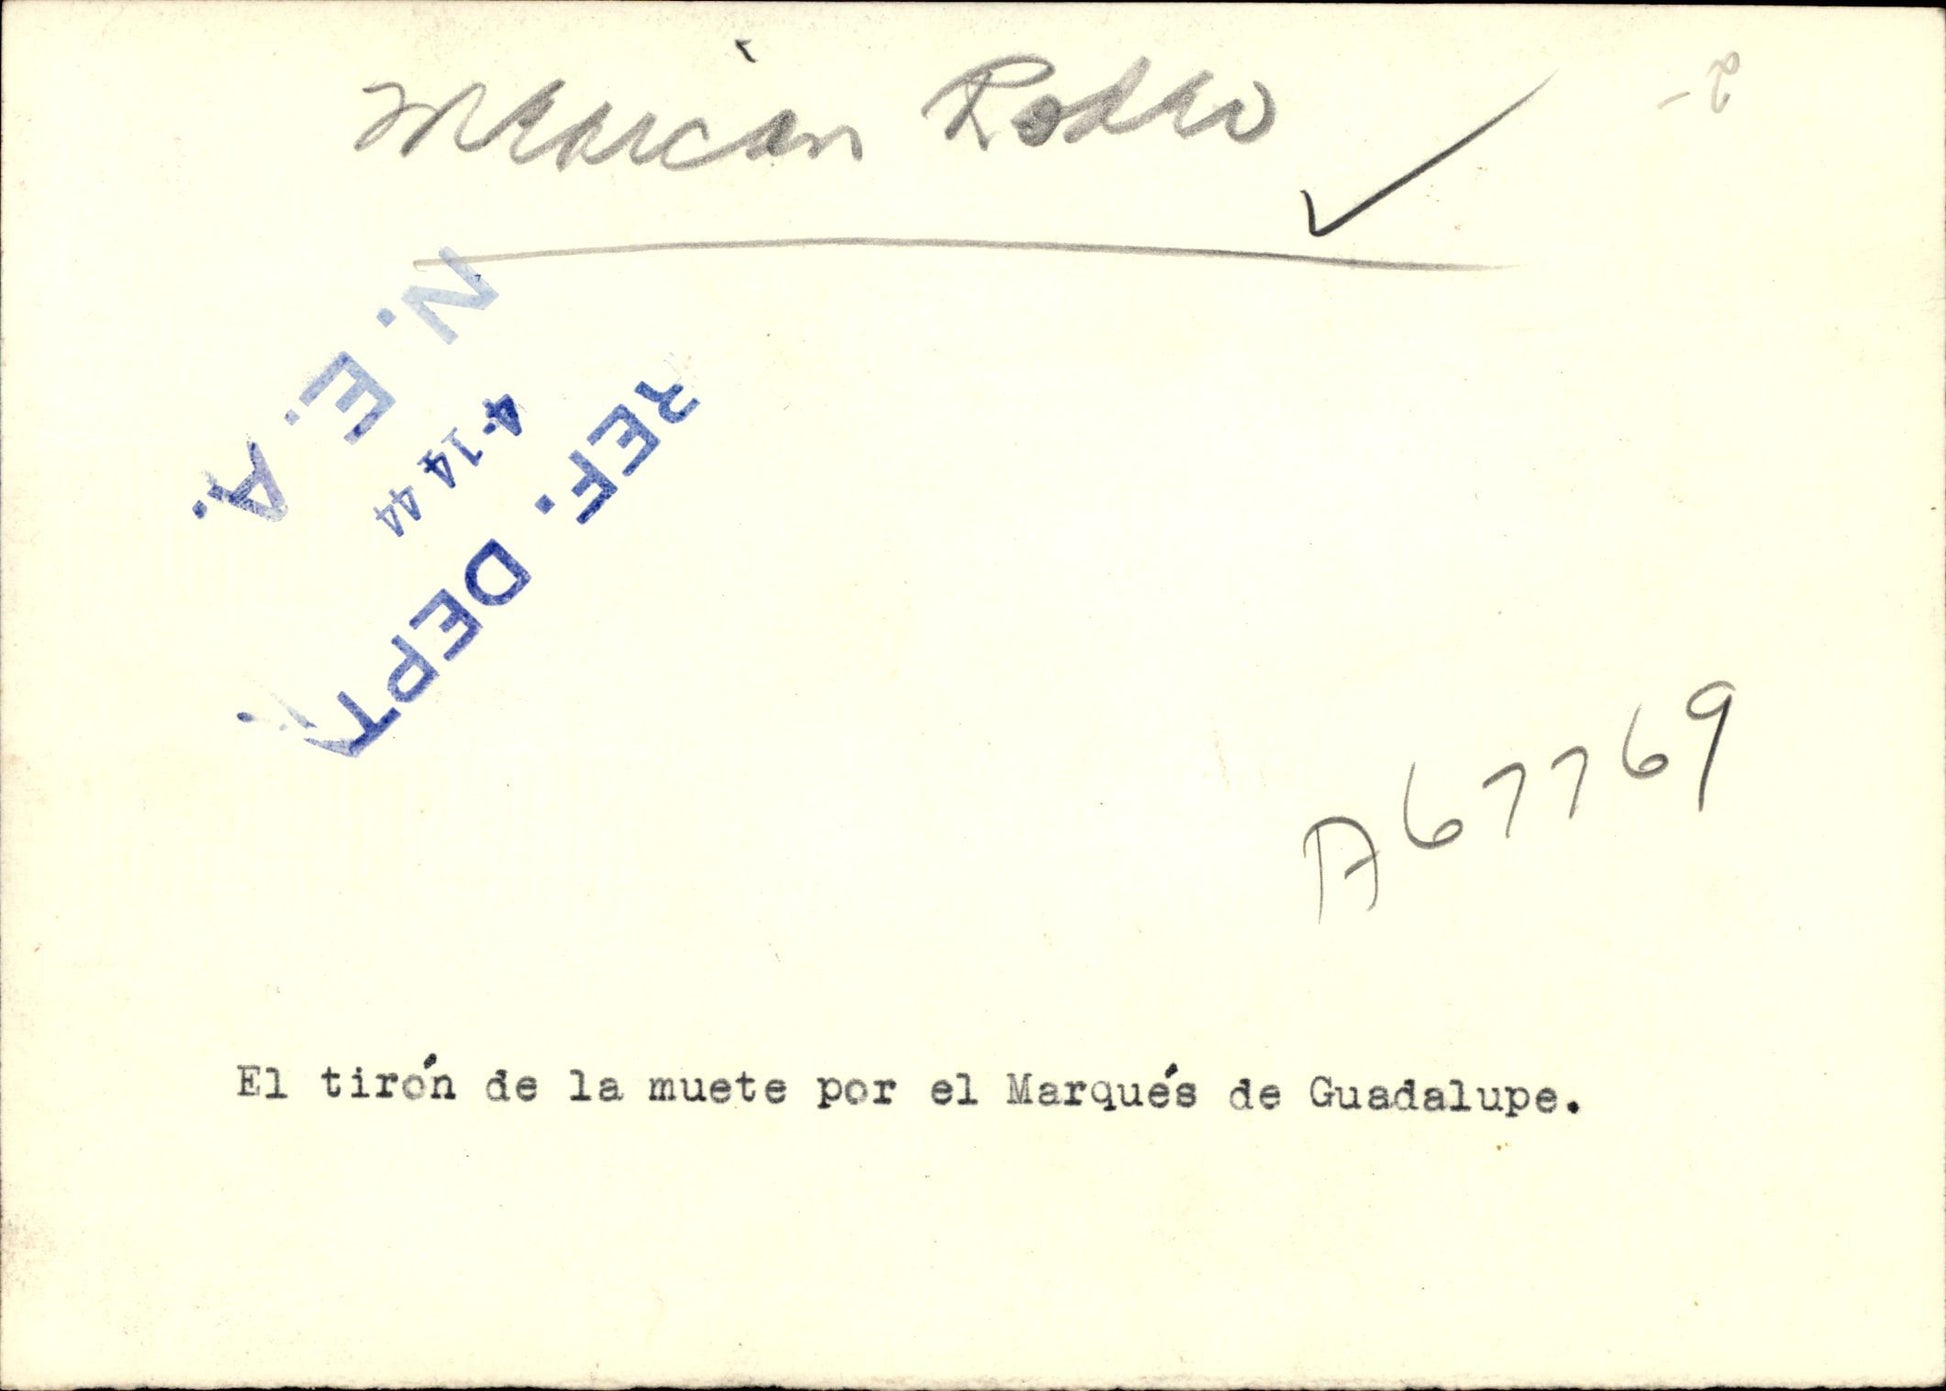 Mexican Rodeo
N. E. A.
4-14 44
REF. DEPT.
A67769
El tirón de la muete por el Marqués de Guadalupe.